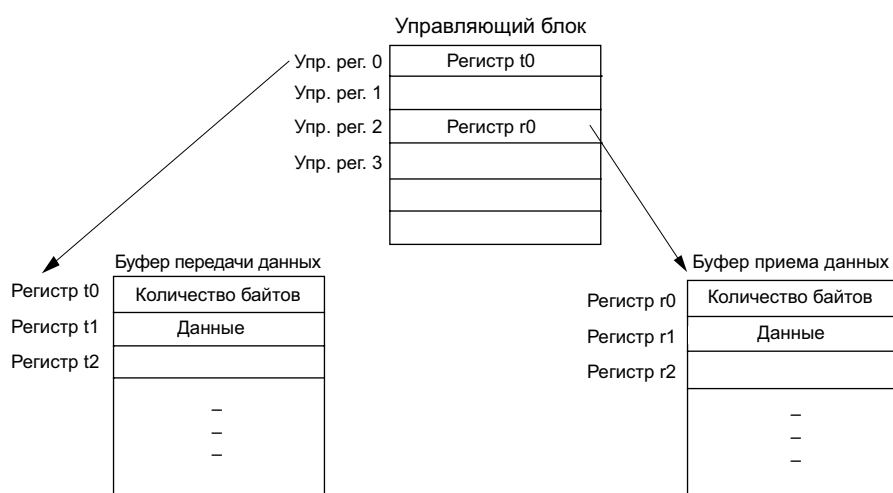 Управляющий блок
Упр. рег. 0 Регистр t0
Упр. рег. 1
Упр. рег. 2 Регистр r0
Упр. рег. 3
Буфер передачи данных
Регистр t0 Количество байтов
Регистр t1 Данные
Регистр t2
–
–
–
Буфер приема данных
Регистр r0 Количество байтов
Регистр r1 Данные
Регистр r2
–
–
–